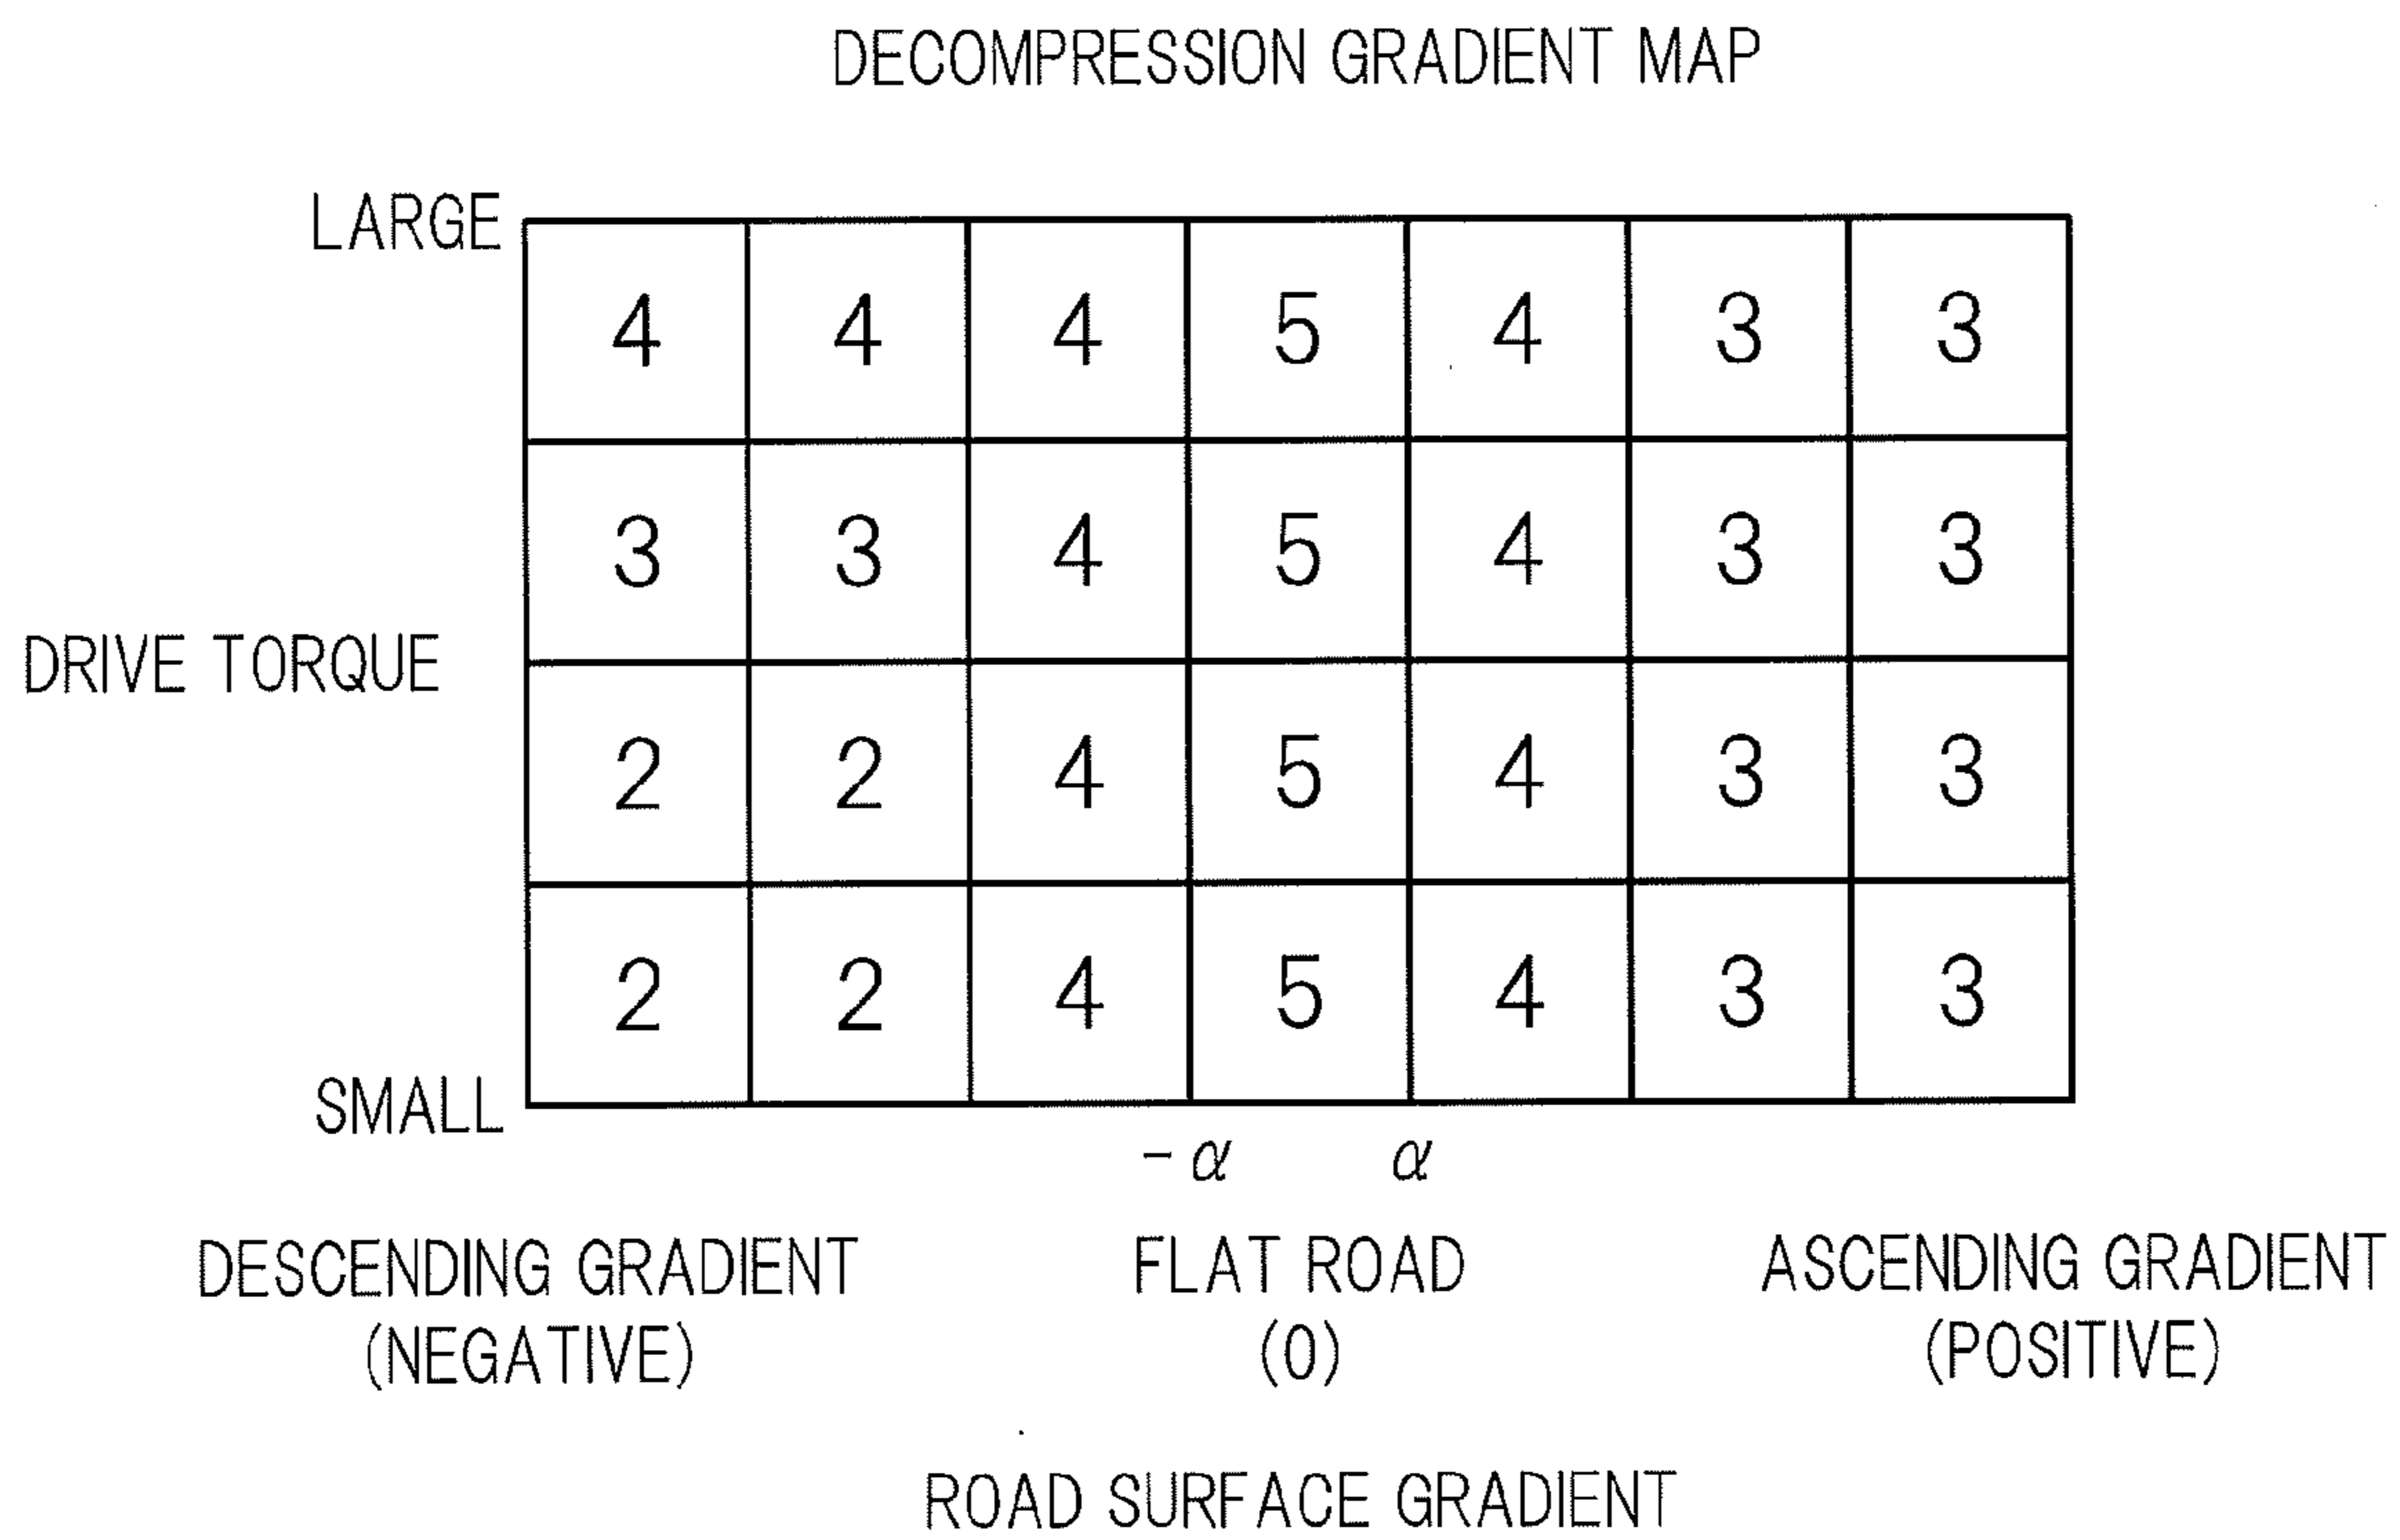 DECOMPRESSION GRADIENT MAP
LARGE
4 4 4 5 4 3 3
3 3 4 5 4 3 3
DRIVE TORQUE
2 2 4 5 4 3 3
2 2 4 5 4 3 3
SMALL
-α α
DESCENDING GRADIENT FLAT ROAD ASCENDING GRADIENT
(NEGATIVE) (0) (POSITIVE)
ROAD SURFACE GRADIENT